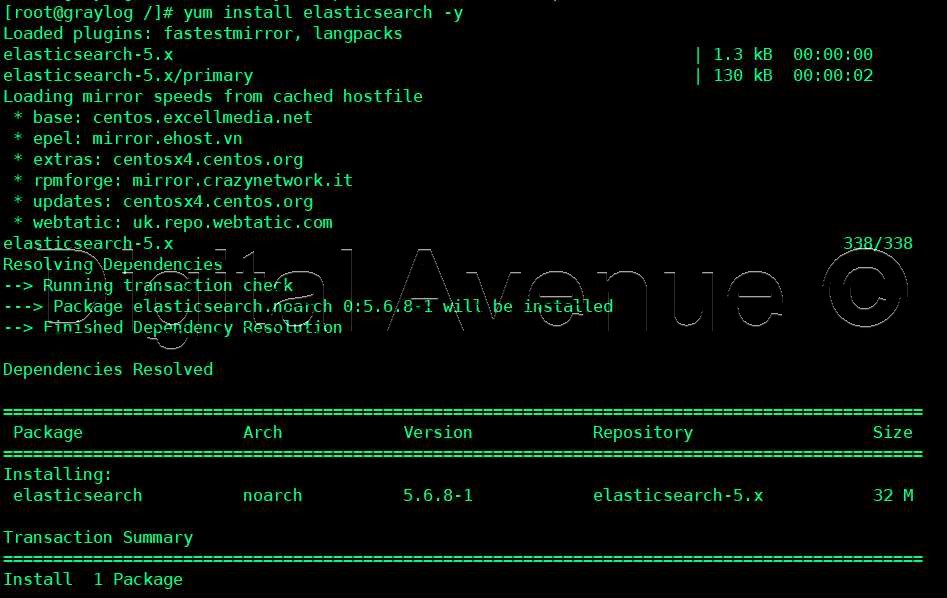 [root@graylog /]# yum install elasticsearch -y
Loaded plugins: fastestmirror, langpacks
elasticsearch-5.x | 1.3 kB 00:00:00
elasticsearch-5.x/primary | 130 kB 00:00:02
Loading mirror speeds from cached hostfile
* base: centos.excellmedia.net
* epel: mirror.ehost.vn
* extras: centosx4.centos.org
* rpmforge: mirror.crazynetwork.it
* updates: centosx4.centos.org
* webtatic: uk.repo.webtatic.com
elasticsearch-5.x 338/338
Resolving Dependencies
--> Running transaction check
---> Package elasticsearch.noarch 0:5.6.8-1 will be installed
--> Finished Dependency Resolution
DigitalAvenue ©
Dependencies Resolved
============================================================================================
Package Arch Version Repository Size
============================================================================================
Installing:
elasticsearch noarch 5.6.8-1 elasticsearch-5.x 32 M
Transaction Summary
============================================================================================
Install 1 Package